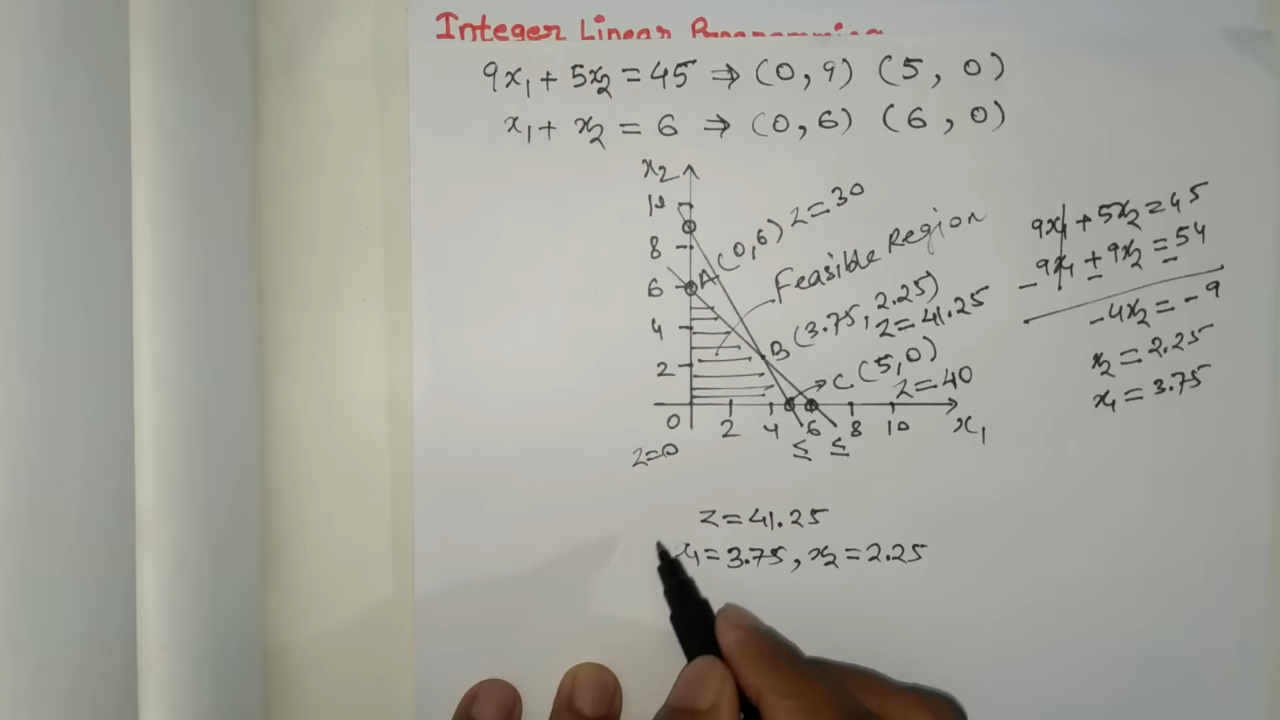 Integer Linear Programming
9x₁ + 5x₂ = 45 ⇒ (0, 9) (5, 0)
x₁ + x₂ = 6 ⇒ (0, 6) (6, 0)
x₂
10
8
6
4
2
0
2 4 6 8 10
x₁
≤ ≤
Z=0
A (0,6) Z=30
Feasible Region
B (3.75, 2.25)
Z=41.25
C (5,0)
Z=40
9x₁ + 5x₂ = 45
-9x₁ ± 9x₂ = 54
-
-4x₂ = -9
x₂ = 2.25
x₁ = 3.75
Z = 41.25
x₁ = 3.75, x₂ = 2.25